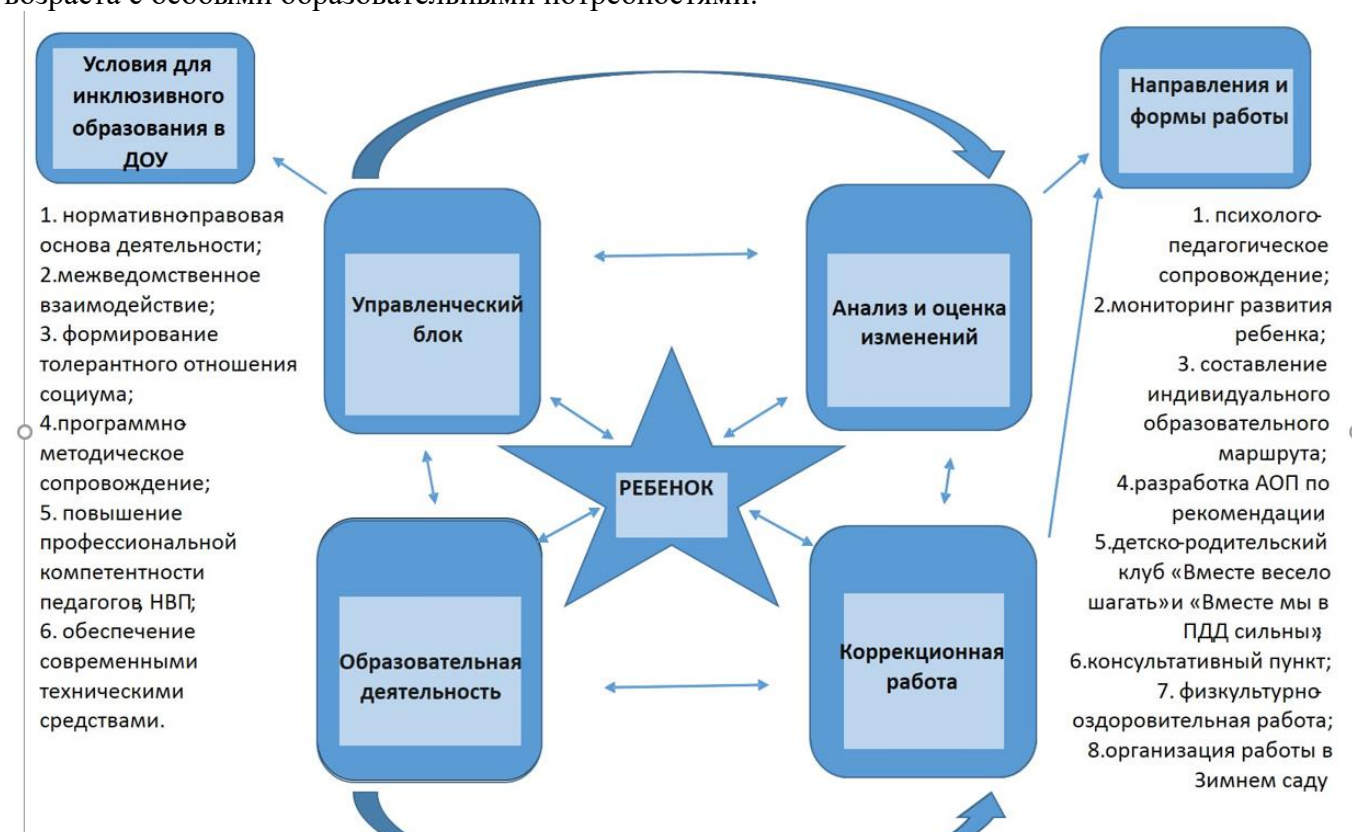 возраста с особыми образовательными потребностями.
Условия для
инклюзивного
образования в
ДОУ
Направления и
формы работы
1. нормативно-правовая
основа деятельности;
2.межведомственное
взаимодействие;
3. формирование
толерантного отношения
социума;
4.программно-
методическое
сопровождение;
5. повышение
профессиональной
компетентности
педагогов, НВП;
6. обеспечение
современными
техническими
средствами.
Управленческий
блок
Анализ и оценка
изменений
РЕБЕНОК
Образовательная
деятельность
Коррекционная
работа
1. психолого-
педагогическое
сопровождение;
2.мониторинг развития
ребенка;
3. составление
индивидуального
образовательного
маршрута;
4.разработка АОП по
рекомендации;
5.детско-родительский
клуб «Вместе весело
шагать»и «Вместе мы в
ПДД сильны»;
6.консультативный пункт;
7. физкультурно-
оздоровительная работа;
8.организация работы в
Зимнем саду